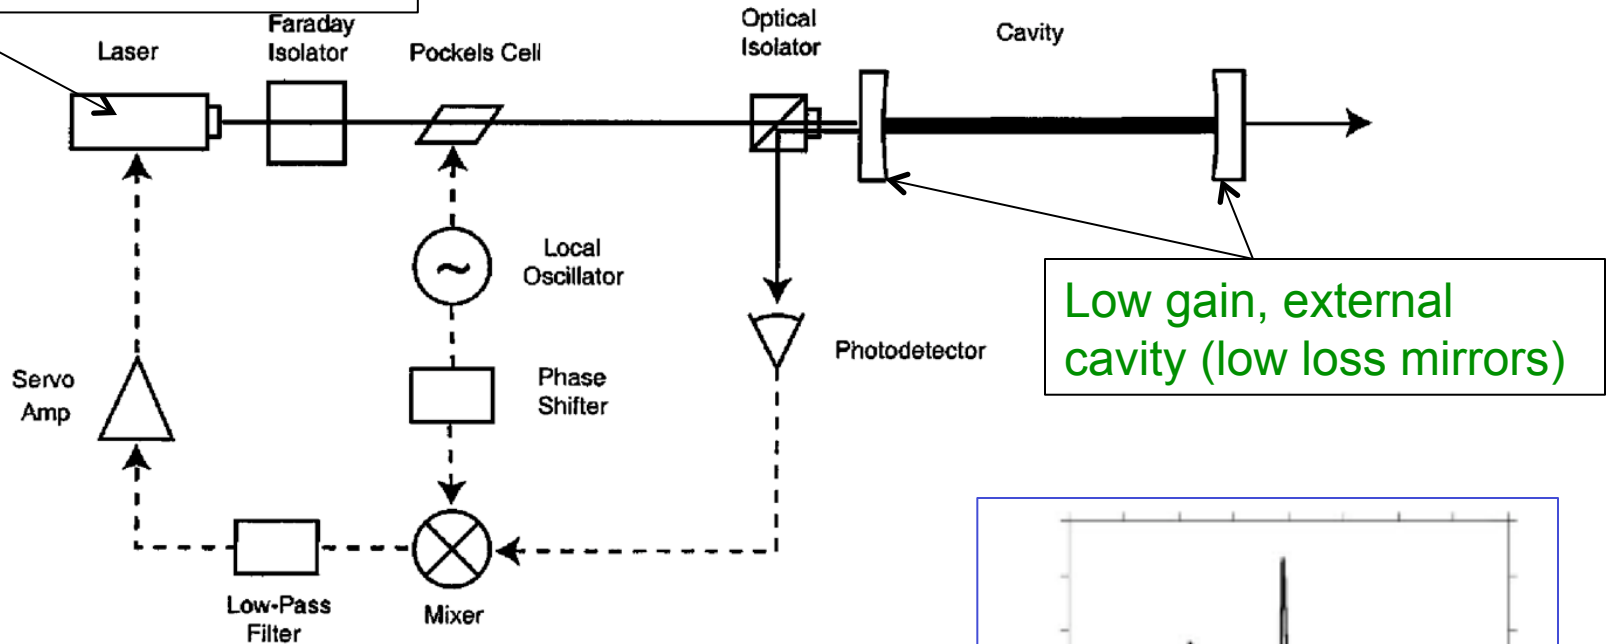 Laser
Faraday
Isolator
Pockels Cell
Optical
Isolator
Cavity
Local
Oscillator
Low gain, external
cavity (low loss mirrors)
Photodetector
Servo
Amp
Phase
Shifter
Low-Pass
Filter
Mixer